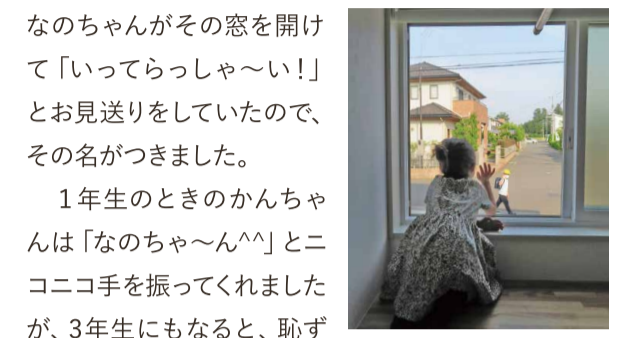 なのちゃんがその窓を開け
て「いってらっしゃ〜い！」
とお見送りをしていたので、
その名がつきました。
　１年生のときのかんちゃ
んは「なのちゃ〜ん^^」とニ
コニコ手を振ってくれました
が、3年生にもなると、恥ず